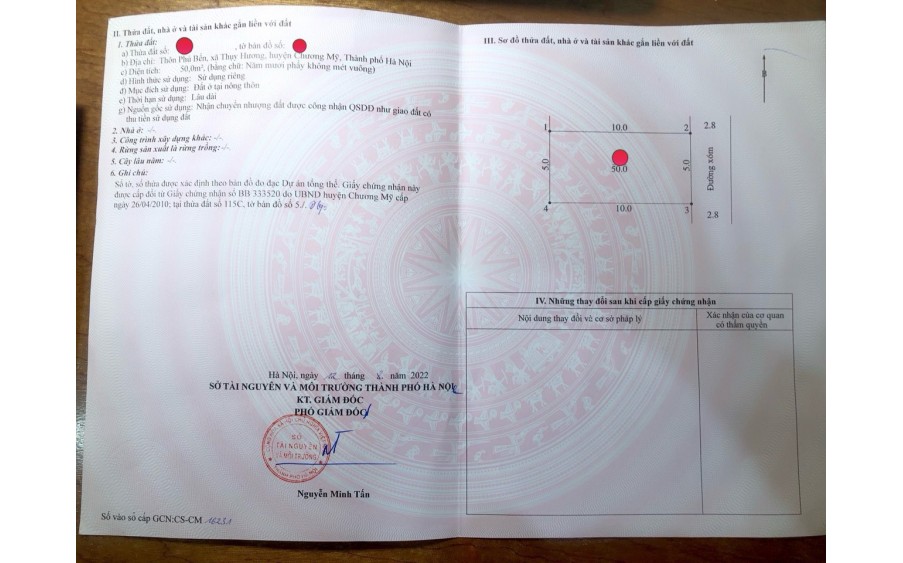 II. Thửa đất, nhà ở và tài sản khác gắn liền với đất
1. Thửa đất:
a) Thửa đất số: , tờ bản đồ số:
b) Địa chỉ: Thôn Phú Bến, xã Thụy Hương, huyện Chương Mỹ, Thành phố Hà Nội
c) Diện tích: 50,0m², (bằng chữ: Năm mươi phẩy không mét vuông)
d) Hình thức sử dụng: Sử dụng riêng
đ) Mục đích sử dụng: Đất ở tại nông thôn
e) Thời hạn sử dụng: Lâu dài
g) Nguồn gốc sử dụng: Nhận chuyển nhượng đất được công nhận QSDĐ như giao đất có
thu tiền sử dụng đất
2. Nhà ở: -/-
3. Công trình xây dựng khác: -/-
4. Rừng sản xuất là rừng trồng: -/-
5. Cây lâu năm: -/-
6. Ghi chú:
Số tờ, số thửa được xác định theo bản đồ đo đạc Dự án tổng thể. Giấy chứng nhận này
được cấp đổi từ Giấy chứng nhận số BB 333520 do UBND huyện Chương Mỹ cấp
ngày 26/04/2010; tại thửa đất số 115C, tờ bản đồ số 5./.
Hà Nội, ngày tháng năm 2022
SỞ TÀI NGUYÊN VÀ MÔI TRƯỜNG THÀNH PHỐ HÀ NỘI
KT. GIÁM ĐỐC
PHÓ GIÁM ĐỐC
SỞ
TÀI NGUYÊN
VÀ MÔI TRƯỜNG
Nguyễn Minh Tấn
Số vào sổ cấp GCN:CS-CM 16231
III. Sơ đồ thửa đất, nhà ở và tài sản khác gắn liền với đất
B
1 10.0 2 2.8
5.0 50.0 5.0 Đường xóm
4 10.0 3 2.8
IV. Những thay đổi sau khi cấp giấy chứng nhận
Nội dung thay đổi và cơ sở pháp lý
Xác nhận của cơ quan
có thẩm quyền